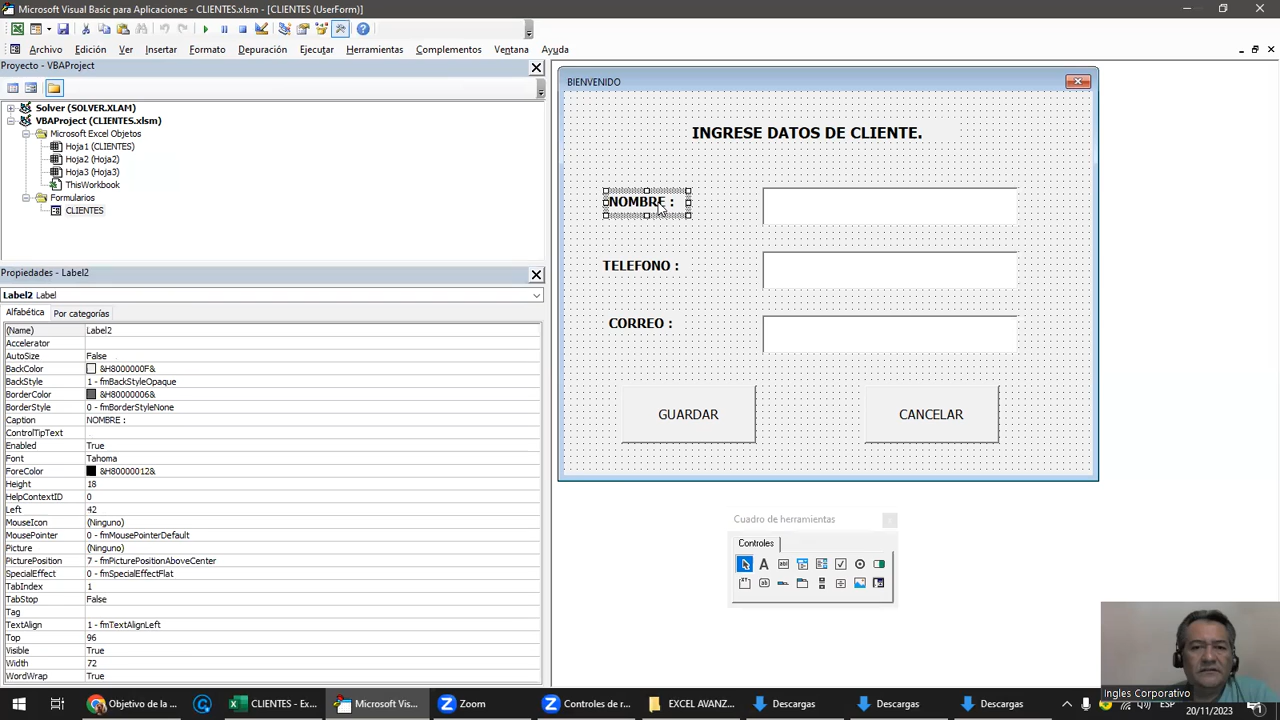 Microsoft Visual Basic para Aplicaciones - CLIENTES.xlsm - [CLIENTES (UserForm)]
Archivo Edición Ver Insertar Formato Depuración Ejecutar Herramientas Complementos Ventana Ayuda
Proyecto - VBAProject
Solver (SOLVER.XLAM)
VBAProject (CLIENTES.xlsm)
Microsoft Excel Objetos
Hoja1 (CLIENTES)
Hoja2 (Hoja2)
Hoja3 (Hoja3)
ThisWorkbook
Formularios
CLIENTES
Propiedades - Label2
Label2 Label
Alfabética Por categorías
(Name) Label2
Accelerator
AutoSize False
BackColor &H8000000F&
BackStyle 1 - fmBackStyleOpaque
BorderColor &H80000006&
BorderStyle 0 - fmBorderStyleNone
Caption NOMBRE :
ControlTipText
Enabled True
Font Tahoma
ForeColor &H80000012&
Height 18
HelpContextID 0
Left 42
MouseIcon (Ninguno)
MousePointer 0 - fmMousePointerDefault
Picture (Ninguno)
PicturePosition 7 - fmPicturePositionAboveCenter
SpecialEffect 0 - fmSpecialEffectFlat
TabIndex 1
TabStop False
Tag
TextAlign 1 - fmTextAlignLeft
Top 96
Visible True
Width 72
WordWrap True
BIENVENIDO
INGRESE DATOS DE CLIENTE.
NOMBRE :
TELEFONO :
CORREO :
GUARDAR CANCELAR
Cuadro de herramientas
Controles
Ingles Corporativo
Objetivo de la ... CLIENTES - Exc... Microsoft Vis... Zoom Controles de r... EXCEL AVANZ... Descargas Descargas Descargas
ESP
20/11/2023